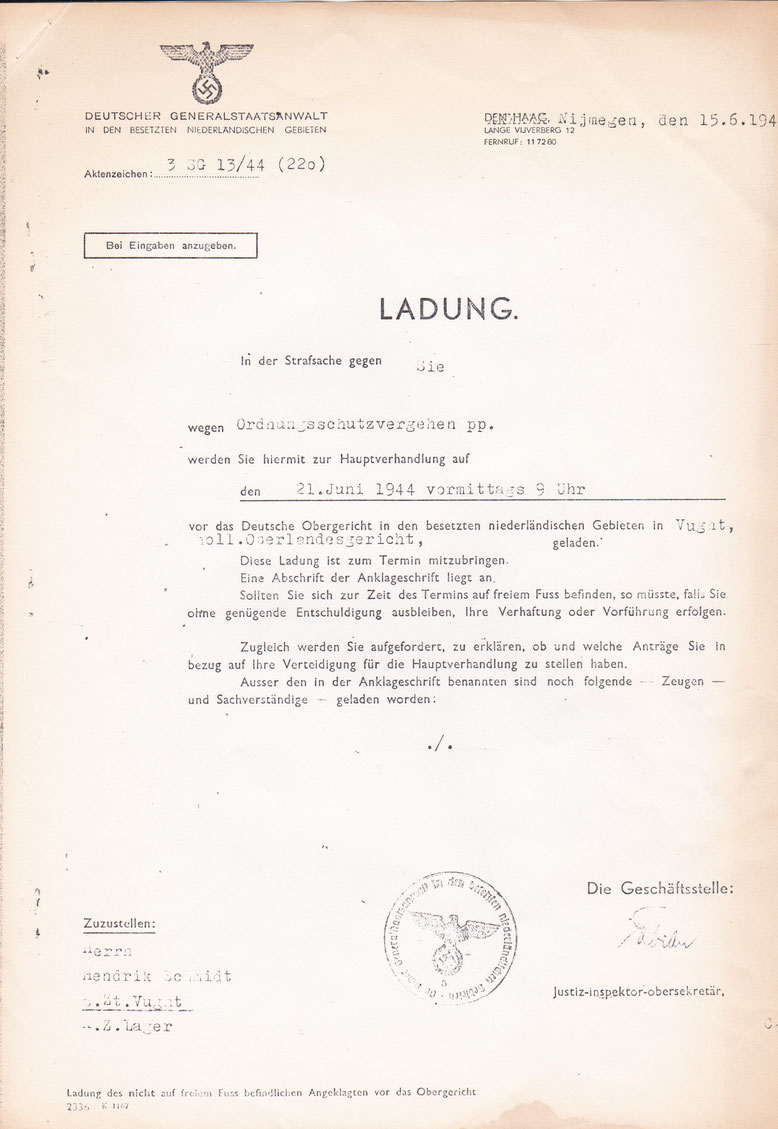 DEUTSCHER GENERALSTAATSANWALT
IN DEN BESETZTEN NIEDERLÄNDISCHEN GEBIETEN
Aktenzeichen: 3 SG 13/44 (220)
DEN HAAG, Nijmegen, den 15.6.194
LANGE VIJVERBERG 12
FERNRUF: 117280
Bei Eingaben anzugeben.
LADUNG.
In der Strafsache gegen Sie
wegen Ordnungsschutzvergehen pp.
werden Sie hiermit zur Hauptverhandlung auf
den 21.Juni 1944 vormittags 9 Uhr
vor das Deutsche Obergericht in den besetzten niederländischen Gebieten in Vught,
holl.Oberlandesgericht, geladen.
Diese Ladung ist zum Termin mitzubringen.
Eine Abschrift der Anklageschrift liegt an.
Sollten Sie sich zur Zeit des Termins auf freiem Fuss befinden, so müsste, falls Sie
ohne genügende Entschuldigung ausbleiben, Ihre Verhaftung oder Vorführung erfolgen.
Zugleich werden Sie aufgefordert, zu erklären, ob und welche Anträge Sie in
bezug auf Ihre Verteidigung für die Hauptverhandlung zu stellen haben.
Ausser den in der Anklageschrift benannten sind noch folgende — Zeugen —
und Sachverständige — geladen worden:
./.
Die Geschäftsstelle:
Fabian
Justiz-inspektor-obersekretär,
Zuzustellen:
Herrn
Hendrik Schmidt
z.Zt.Vught
K.Z.Lager
Ladung des nicht auf freiem Fuss befindlichen Angeklagten vor das Obergericht
2336 K 1167